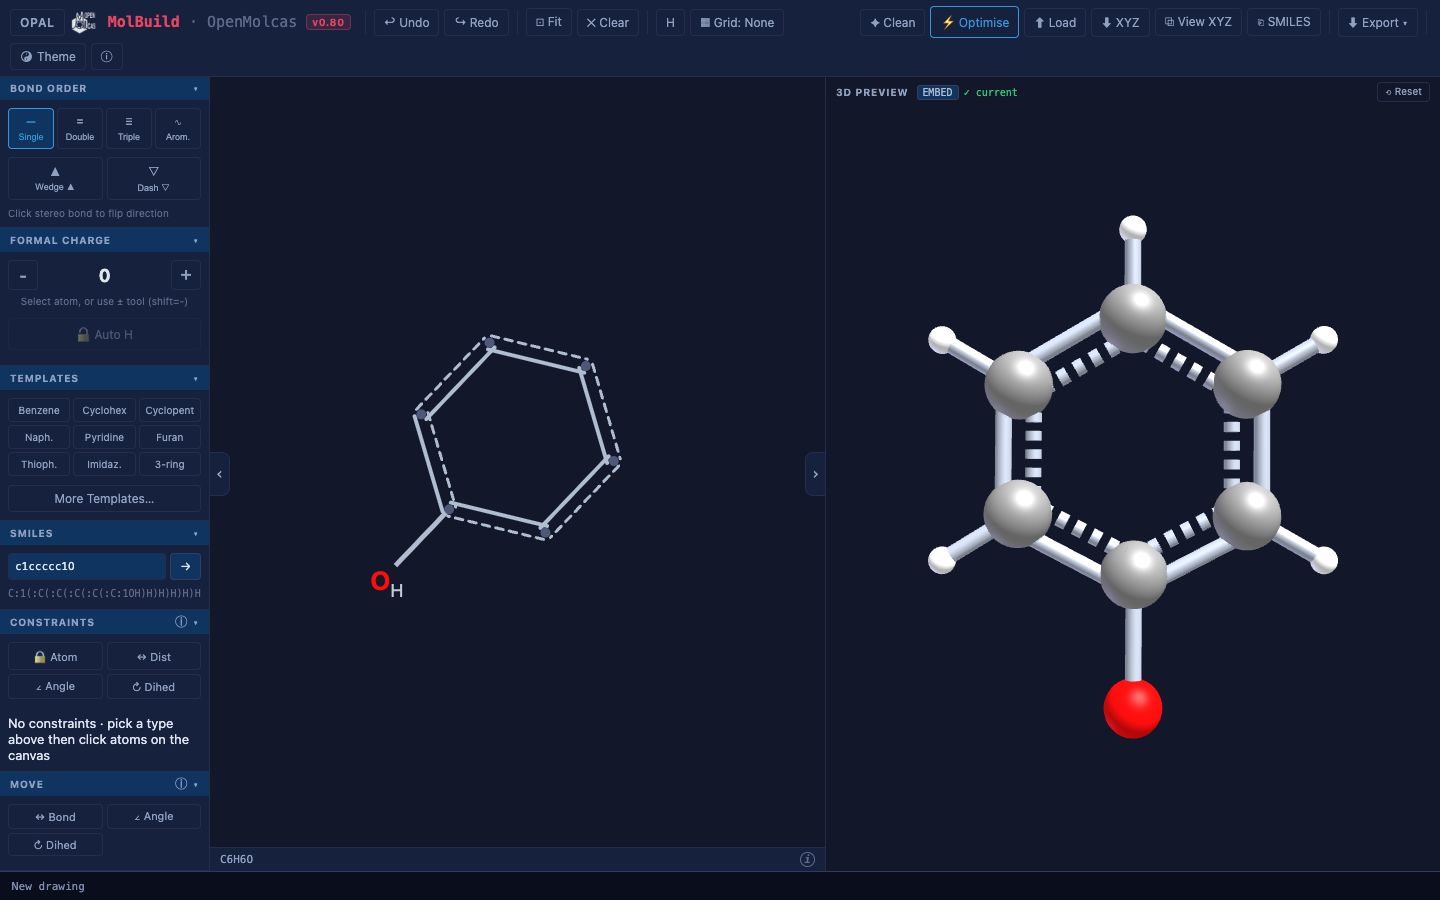 OPAL MolBuild · OpenMolcas v0.80 Undo Redo Fit Clear H Grid: None Clean Optimise Load XYZ View XYZ SMILES Export
Theme
BOND ORDER
Single Double Triple Arom.
Wedge Dash
Click stereo bond to flip direction
FORMAL CHARGE
- 0 +
Select atom, or use ± tool (shift=-)
Auto H
TEMPLATES
Benzene Cyclohex Cyclopent
Naph. Pyridine Furan
Thioph. Imidaz. 3-ring
More Templates...
SMILES
c1ccccc1O
C:1(:C(:C(:C(:C(:C:1OH)H)H)H)H)H
CONSTRAINTS
Atom Dist
Angle Dihed
No constraints · pick a type
above then click atoms on the
canvas
MOVE
Bond Angle
Dihed
O
H
C6H6O
3D PREVIEW EMBED ✓ current Reset
New drawing